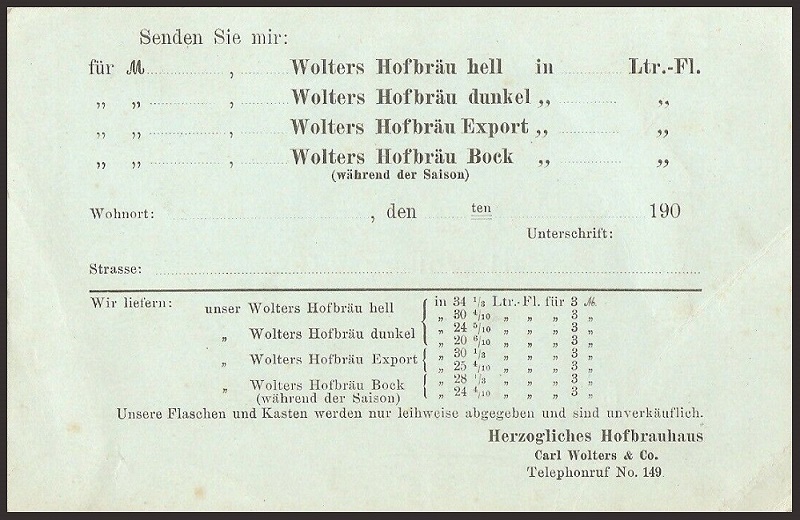 Senden Sie mir:
für ℳ , Wolters Hofbräu hell in Ltr.-Fl.
„ „ , Wolters Hofbräu dunkel „ „
„ „ , Wolters Hofbräu Export „ „
„ „ , Wolters Hofbräu Bock „ „
(während der Saison)
Wohnort: , den ten 190
Unterschrift:
Strasse:
Wir liefern: unser Wolters Hofbräu hell { in 34 1/3 Ltr.-Fl. für 3 ℳ.
„ 30 4/10 „ „ „ 3 „
„ Wolters Hofbräu dunkel „ 24 5/10 „ „ „ 3 „
„ 20 6/10 „ „ „ 3 „
„ Wolters Hofbräu Export { „ 30 1/3 „ „ „ 3 „
„ 25 4/10 „ „ „ 3 „
„ Wolters Hofbräu Bock { „ 28 1/3 „ „ „ 3 „
(während der Saison) „ 24 4/10 „ „ „ 3 „
Unsere Flaschen und Kasten werden nur leihweise abgegeben und sind unverkäuflich.
Herzogliches Hofbrauhaus
Carl Wolters & Co.
Telephonruf No. 149.